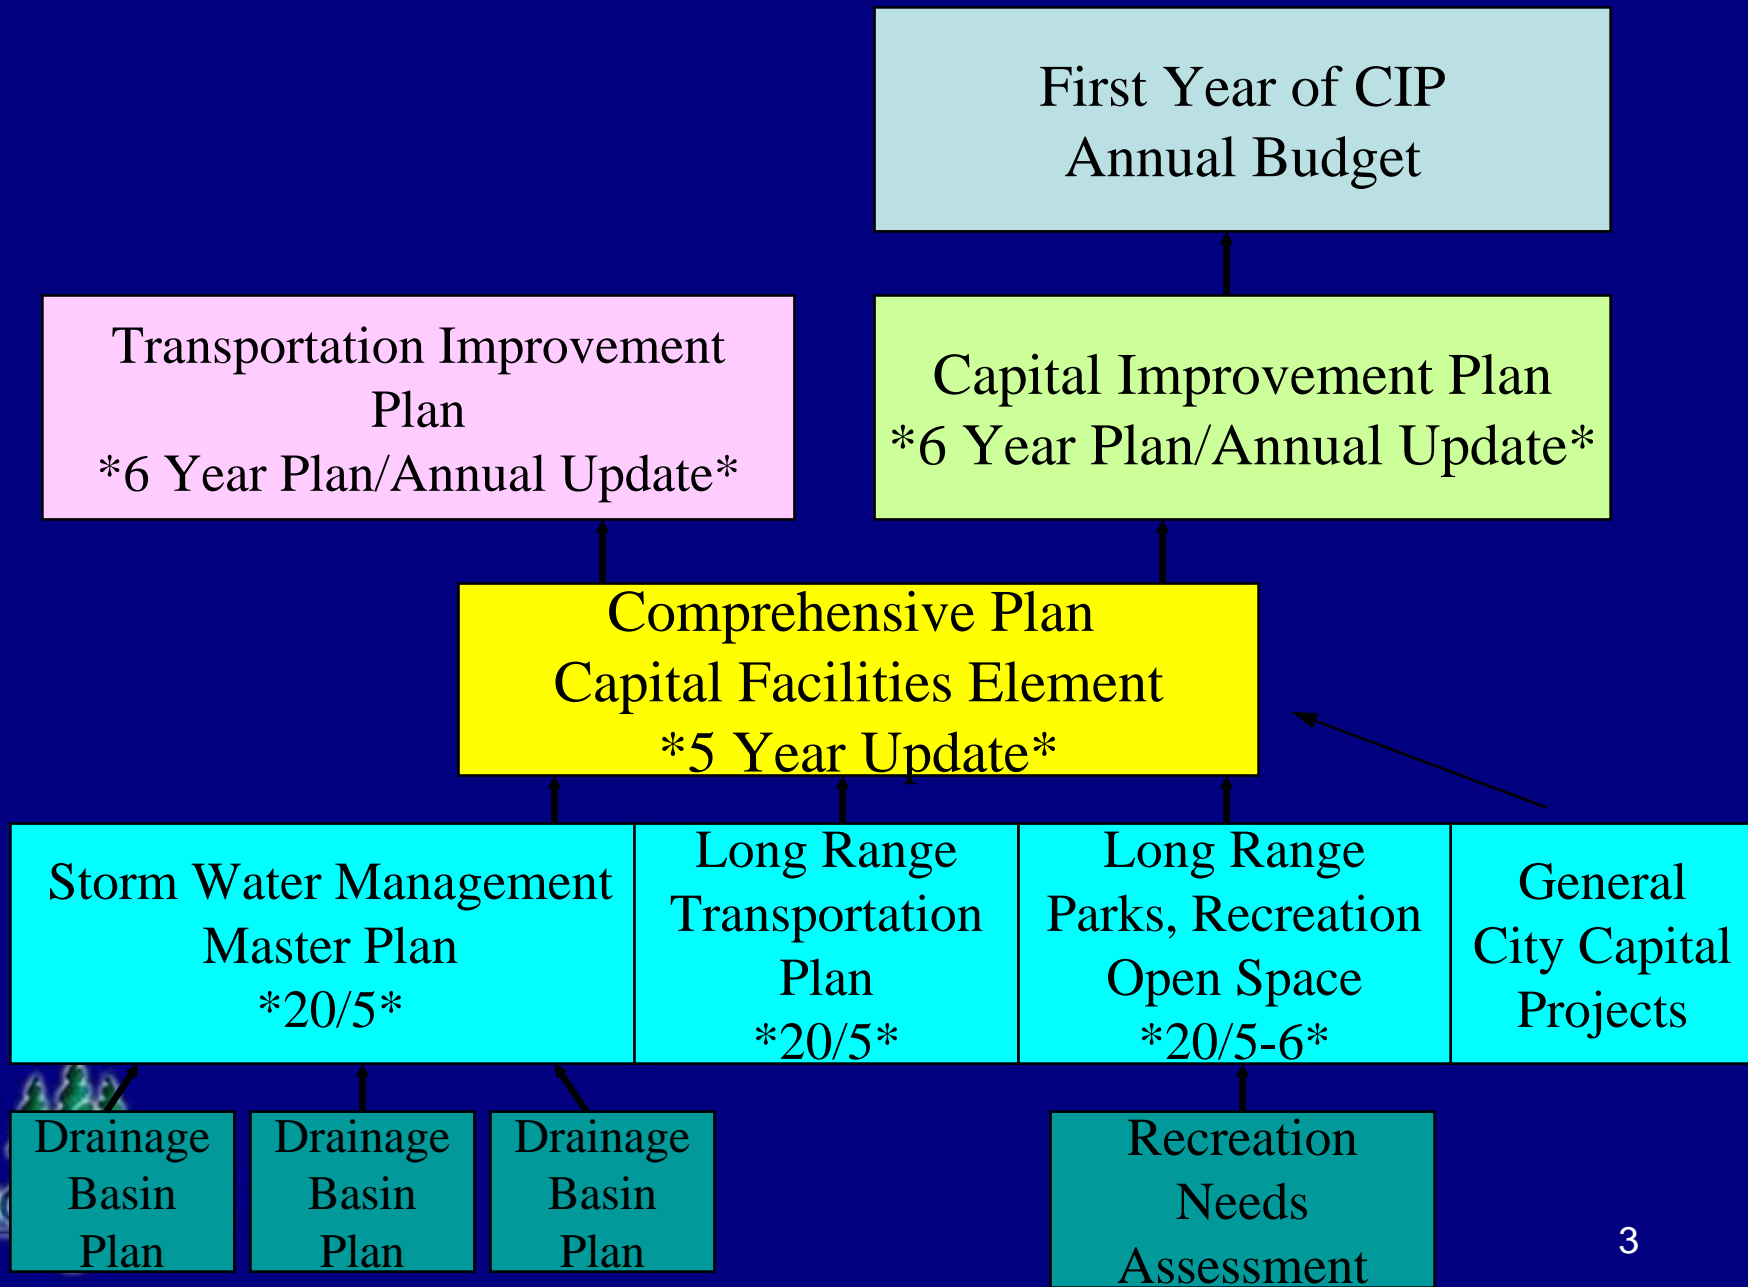 First Year of CIP
Annual Budget
Transportation Improvement
Plan
*6 Year Plan/Annual Update*
Capital Improvement Plan
*6 Year Plan/Annual Update*
Comprehensive Plan
Capital Facilities Element
*5 Year Update*
Storm Water Management
Master Plan
*20/5*
Long Range
Transportation
Plan
*20/5*
Long Range
Parks, Recreation
Open Space
*20/5-6*
General
City Capital
Projects
Drainage
Basin
Plan
Drainage
Basin
Plan
Drainage
Basin
Plan
Recreation
Needs
Assessment
3